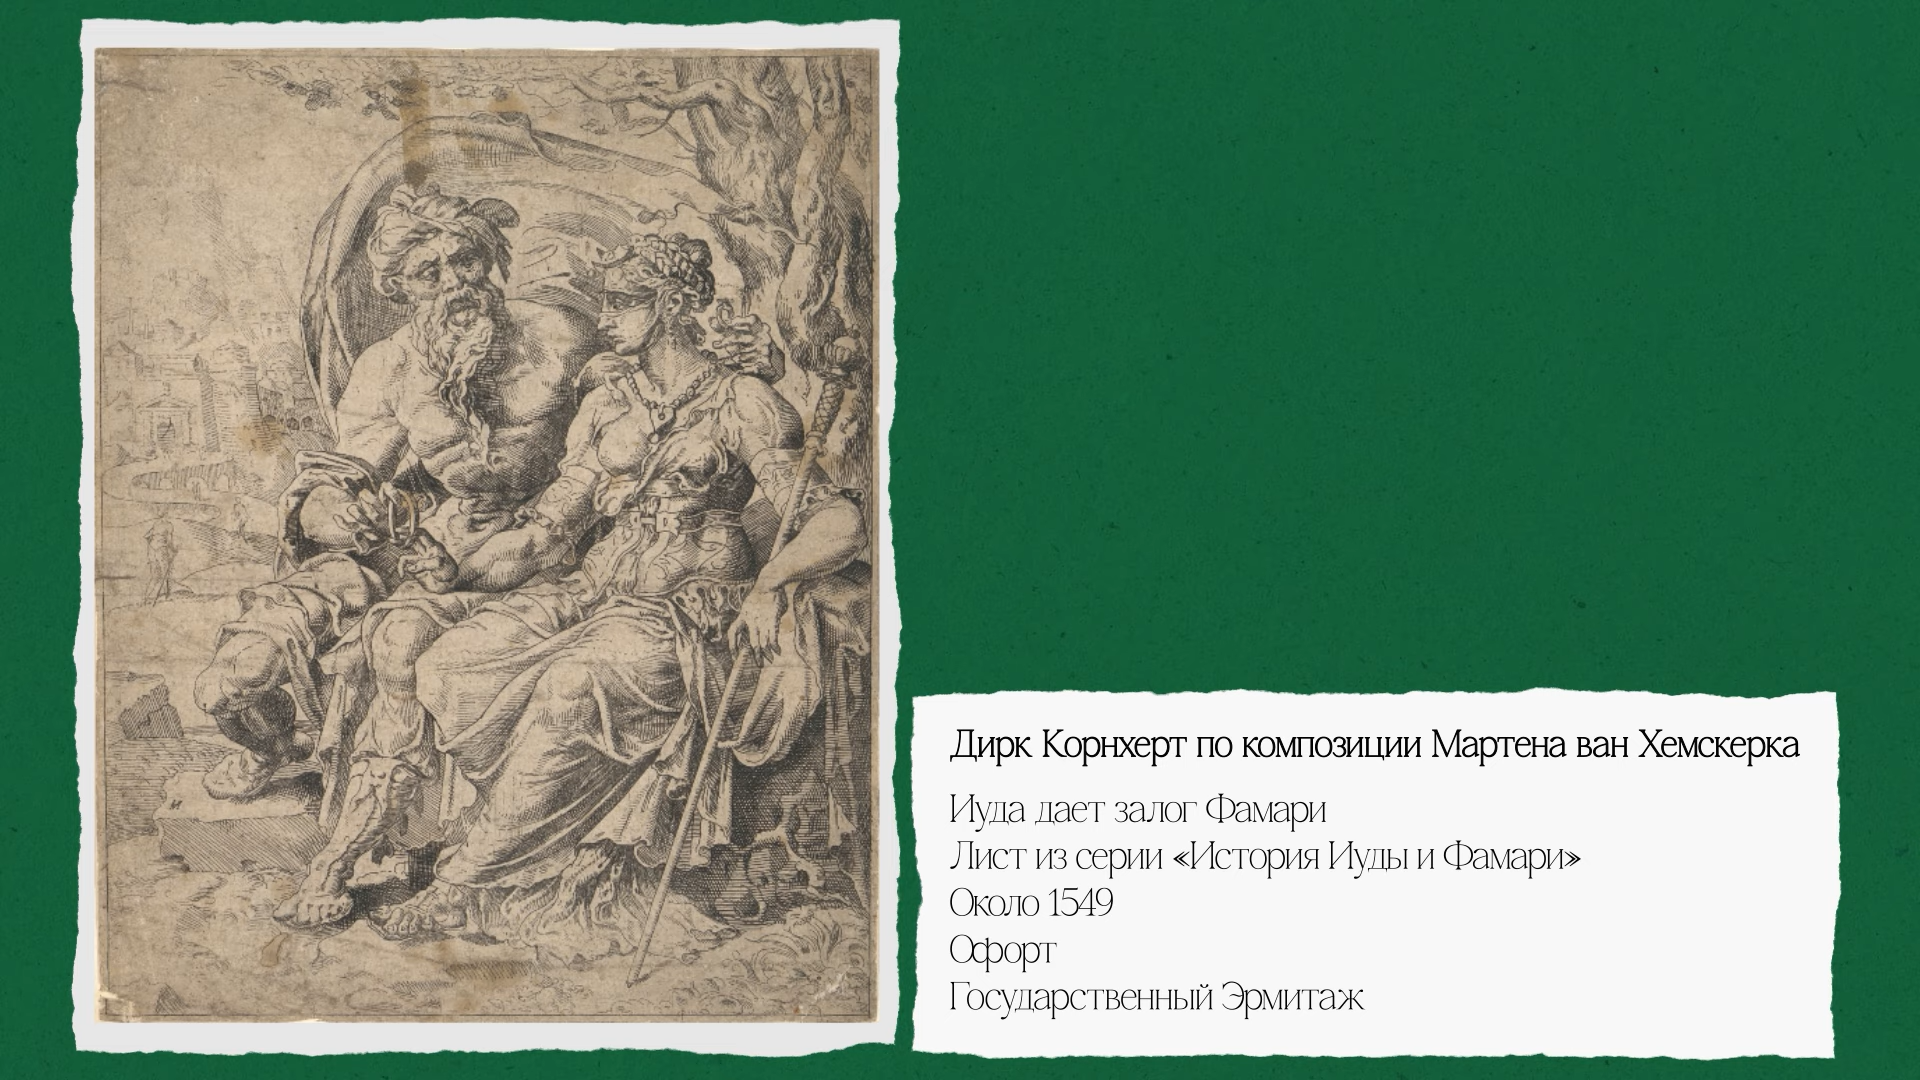 Дирк Корнхерт по композиции Мартена ван Хемскерка
Иуда дает залог Фамари
Лист из серии «История Иуды и Фамари»
Около 1549
Офорт
Государственный Эрмитаж